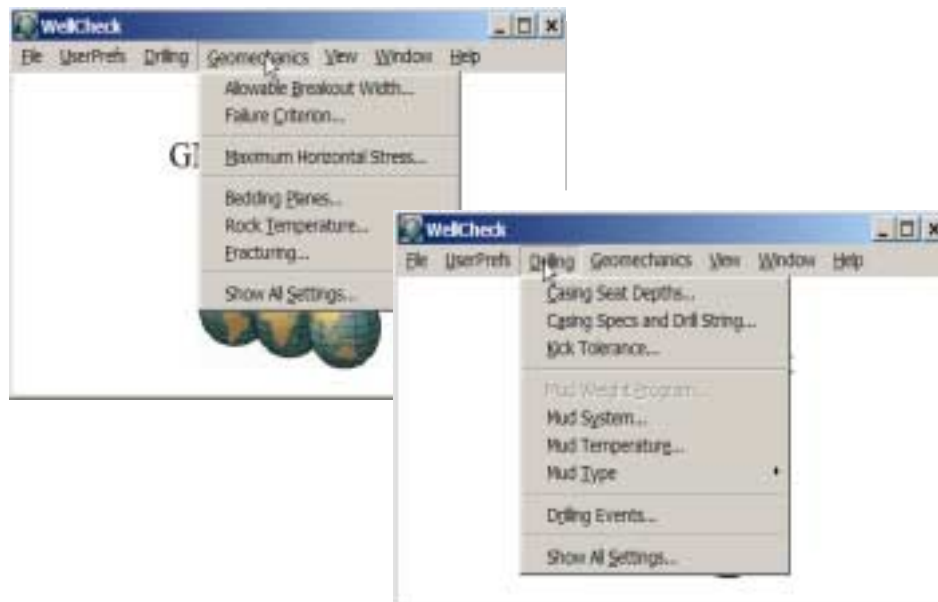 WellCheck
File UserPrefs Drilling Geomechanics View Window Help
Allowable Breakout Width...
Failure Criterion...
GM
Maximum Horizontal Stress...
Bedding Planes...
Rock Temperature...
Fracturing...
Show All Settings...
WellCheck
File UserPrefs Drilling Geomechanics View Window Help
Casing Seat Depths...
Casing Specs and Drill String...
Kick Tolerance...
Mud Weight Program...
Mud System...
Mud Temperature...
Mud Type
Drilling Events...
Show All Settings...